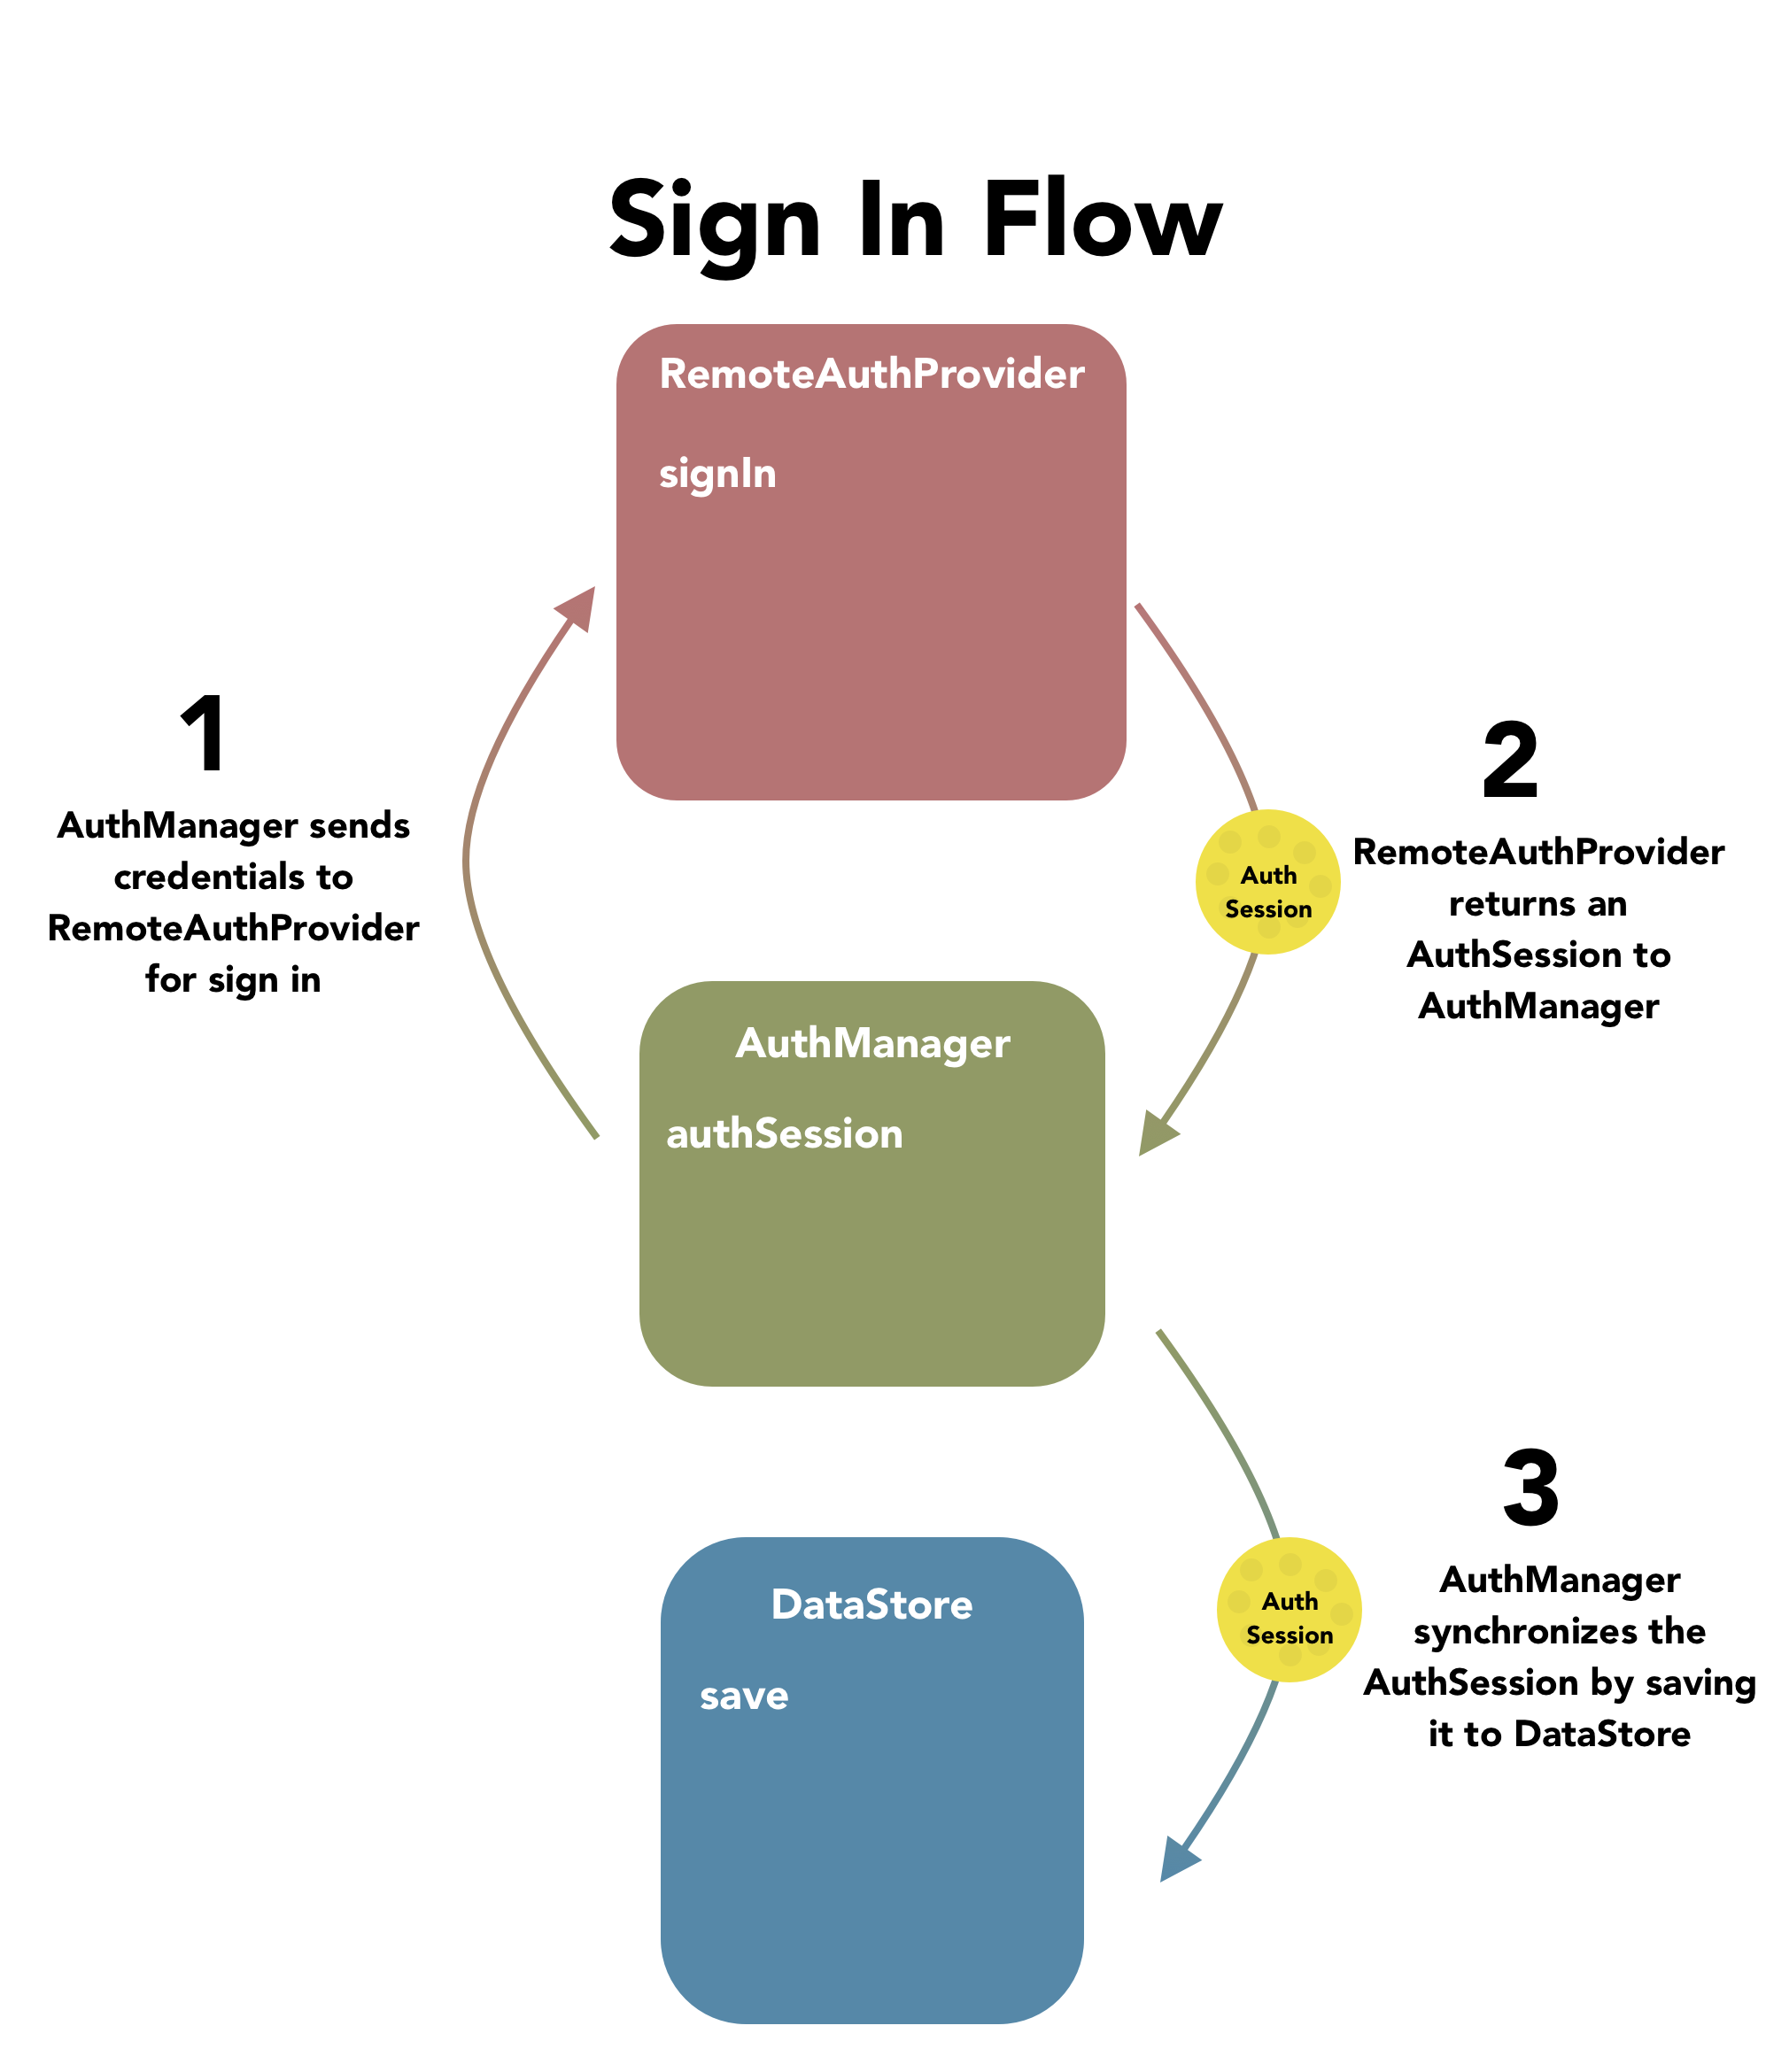 Sign In Flow
RemoteAuthProvider
signIn
1
AuthManager sends
credentials to
RemoteAuthProvider
for sign in
2
RemoteAuthProvider
returns an
AuthSession to
AuthManager
Auth
Session
AuthManager
authSession
3
AuthManager
synchronizes the
AuthSession by saving
it to DataStore
Auth
Session
DataStore
save